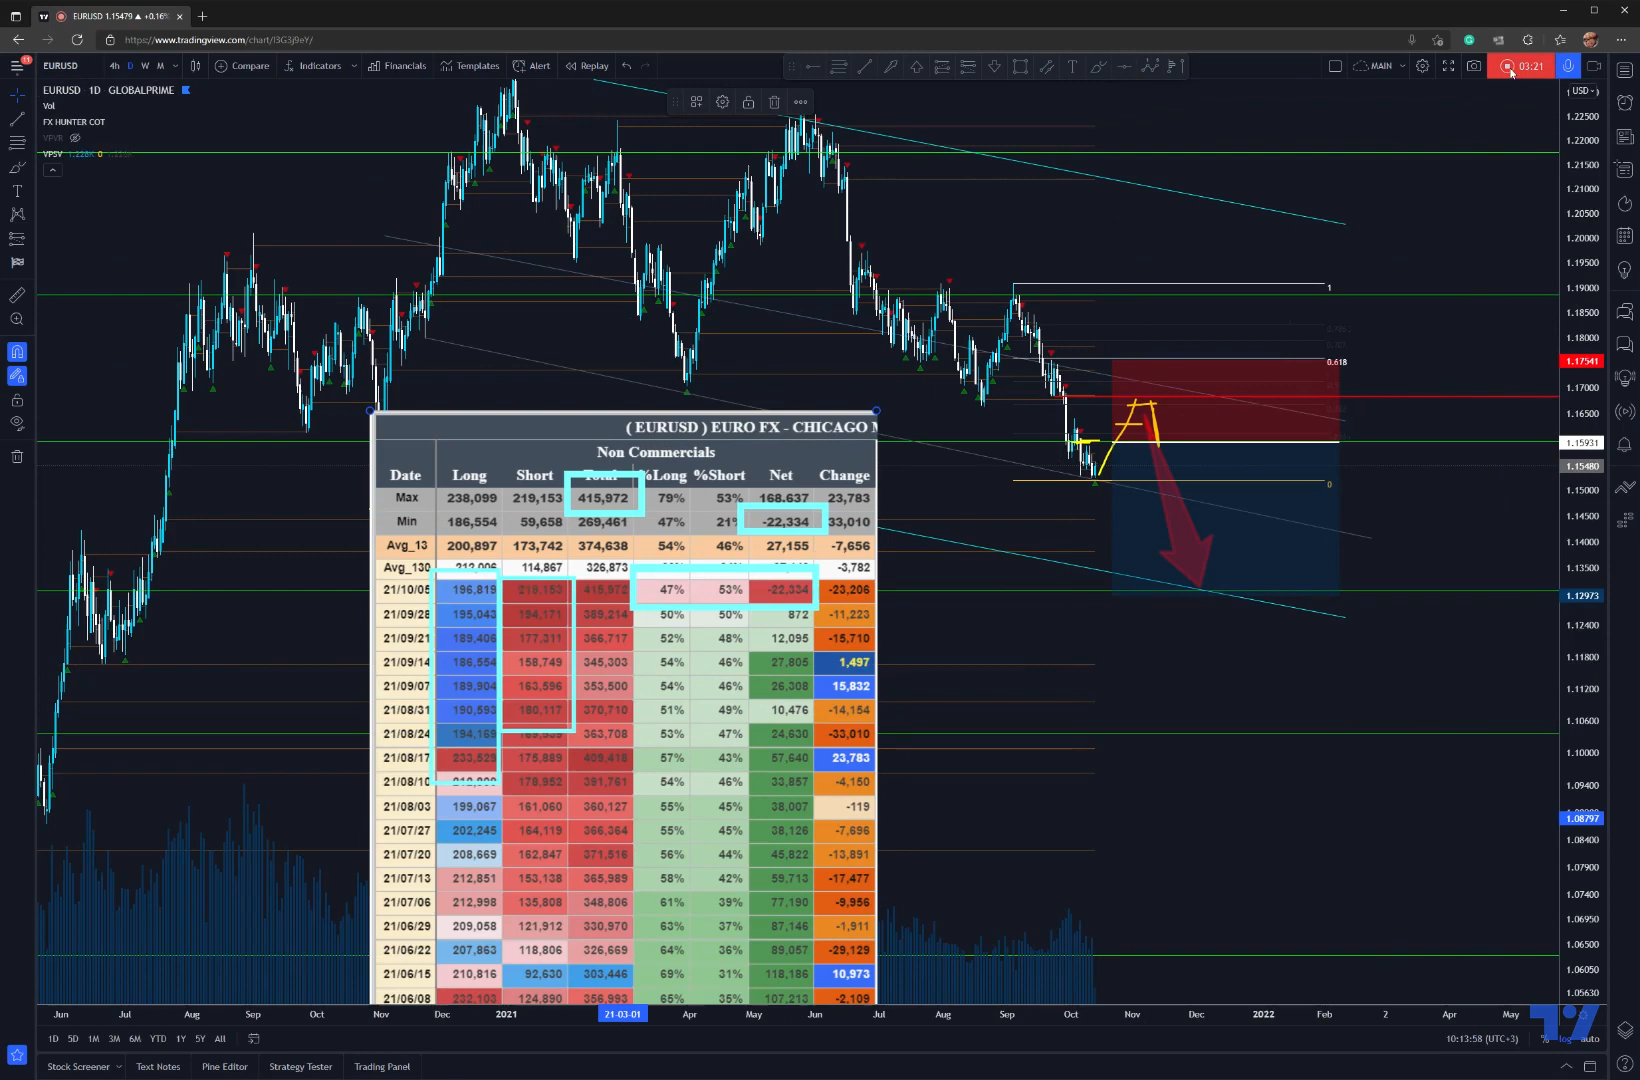 EURUSD 1.15479 ▲ +0.16%
https://www.tradingview.com/chart/l3G3j9eY/
11 EURUSD 4h D W M Compare Indicators Financials Templates Alert Replay MAIN 03:21
EURUSD 1D GLOBALPRIME
Vol
FX HUNTER COT
VPVR
VPSV 1.228K 0
USD
1.22500
1.22000
1.21500
1.21000
1.20500
1.20000
1.19500
1.19000
1.18500
1.18000
1.17541
1.17000
1.16500
1.15931
1.15480
1.15000
1.14500
1.14000
1.13500
1.12973
1.12400
1.11800
1.11200
1.10600
1.10000
1.09400
1.08797
1.08400
1.07900
1.07400
1.06950
1.06500
1.06050
1.05630
1
0.618
0
( EURUSD ) EURO FX - CHICAGO M
Non Commercials
Date Long Short Total %Long %Short Net Change
Max 238,099 219,153 415,972 79% 53% 168,637 23,783
Min 186,554 59,658 269,461 47% 21% -22,334 33,010
Avg_13 200,897 173,742 374,638 54% 46% 27,155 -7,656
Avg_130 212,006 114,867 326,873 -3,782
21/10/05 196,819 219,153 415,972 47% 53% -22,334 -23,206
21/09/28 195,043 194,171 389,214 50% 50% 872 -11,223
21/09/21 189,406 177,311 366,717 52% 48% 12,095 -15,710
21/09/14 186,554 158,749 345,303 54% 46% 27,805 1,497
21/09/07 189,904 163,596 353,500 54% 46% 26,308 15,832
21/08/31 190,593 180,117 370,710 51% 49% 10,476 -14,154
21/08/24 194,169 169,539 363,708 53% 47% 24,630 -33,010
21/08/17 233,529 175,889 409,418 57% 43% 57,640 23,783
21/08/10 178,952 391,761 54% 46% 33,857 -4,150
21/08/03 199,067 161,060 360,127 55% 45% 38,007 -119
21/07/27 202,245 164,119 366,364 55% 45% 38,126 -7,696
21/07/20 208,669 162,847 371,516 56% 44% 45,822 -13,891
21/07/13 212,851 153,138 365,989 58% 42% 59,713 -17,477
21/07/06 212,998 135,808 348,806 61% 39% 77,190 -9,956
21/06/29 209,058 121,912 330,970 63% 37% 87,146 -1,911
21/06/22 207,863 118,806 326,669 64% 36% 89,057 -29,129
21/06/15 210,816 92,630 303,446 69% 31% 118,186 10,973
21/06/08 232,103 124,890 356,993 65% 35% 107,213 -2,109
Jun Jul Aug Sep Oct Nov Dec 2021 21-03-01 Apr May Jun Jul Aug Sep Oct Nov Dec 2022 Feb 2 Apr May
1D 5D 1M 3M 6M YTD 1Y 5Y All 10:13:58 (UTC+3) % log auto
Stock Screener Text Notes Pine Editor Strategy Tester Trading Panel